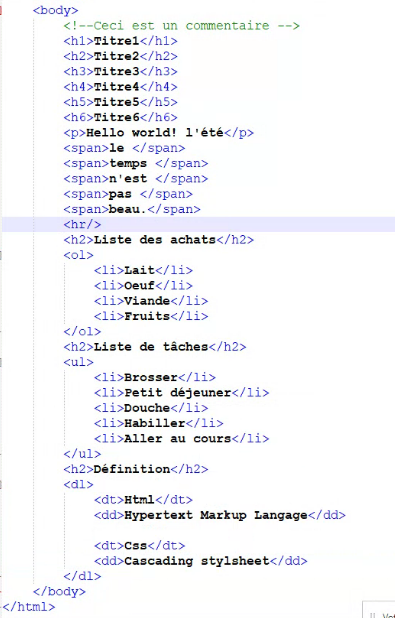 <body>
<!--Ceci est un commentaire -->
<h1>Titre1</h1>
<h2>Titre2</h2>
<h3>Titre3</h3>
<h4>Titre4</h4>
<h5>Titre5</h5>
<h6>Titre6</h6>
<p>Hello world! l'été</p>
<span>le </span>
<span>temps </span>
<span>n'est </span>
<span>pas </span>
<span>beau.</span>
<hr/>
<h2>Liste des achats</h2>
<ol>
<li>Lait</li>
<li>Oeuf</li>
<li>Viande</li>
<li>Fruits</li>
</ol>
<h2>Liste de tâches</h2>
<ul>
<li>Brosser</li>
<li>Petit déjeuner</li>
<li>Douche</li>
<li>Habiller</li>
<li>Aller au cours</li>
</ul>
<h2>Définition</h2>
<dl>
<dt>Html</dt>
<dd>Hypertext Markup Langage</dd>
<dt>Css</dt>
<dd>Cascading stylsheet</dd>
</dl>
</body>
</html>